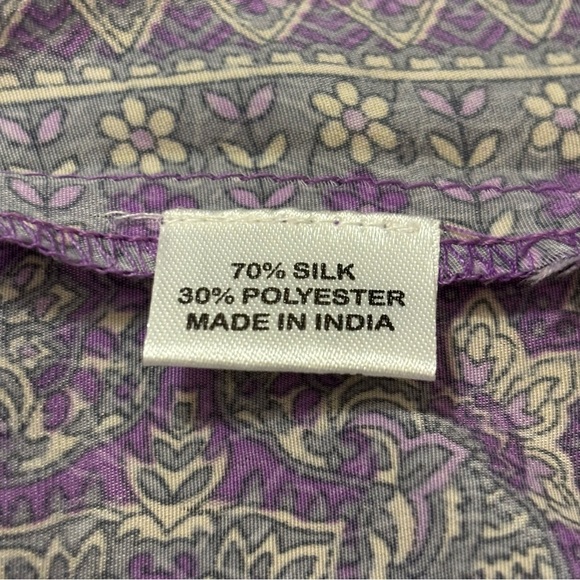 70% SILK
30% POLYESTER
MADE IN INDIA